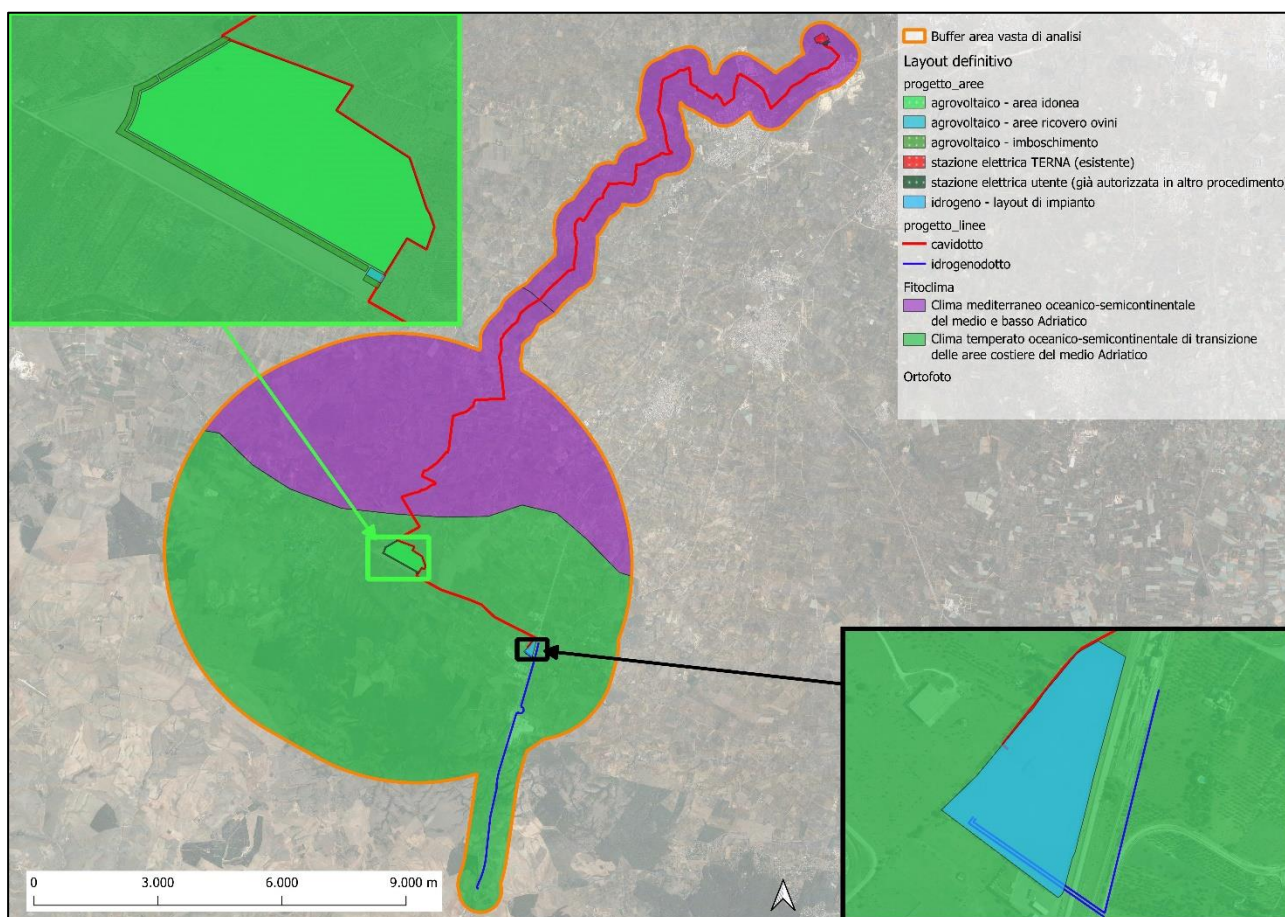 Buffer area vasta di analisi
Layout definitivo
progetto_aree
agrovoltaico - area idonea
agrovoltaico - aree ricovero ovini
agrovoltaico - imboschimento
stazione elettrica TERNA (esistente)
stazione elettrica utente (già autorizzata in altro procedimento
idrogeno - layout di impianto
progetto_linee
cavidotto
idrogenodotto
Fitoclima
Clima mediterraneo oceanico-semicontinentale
del medio e basso Adriatico
Clima temperato oceanico-semicontinentale di transizione
delle aree costiere del medio Adriatico
Ortofoto
0 3.000 6.000 9.000 m